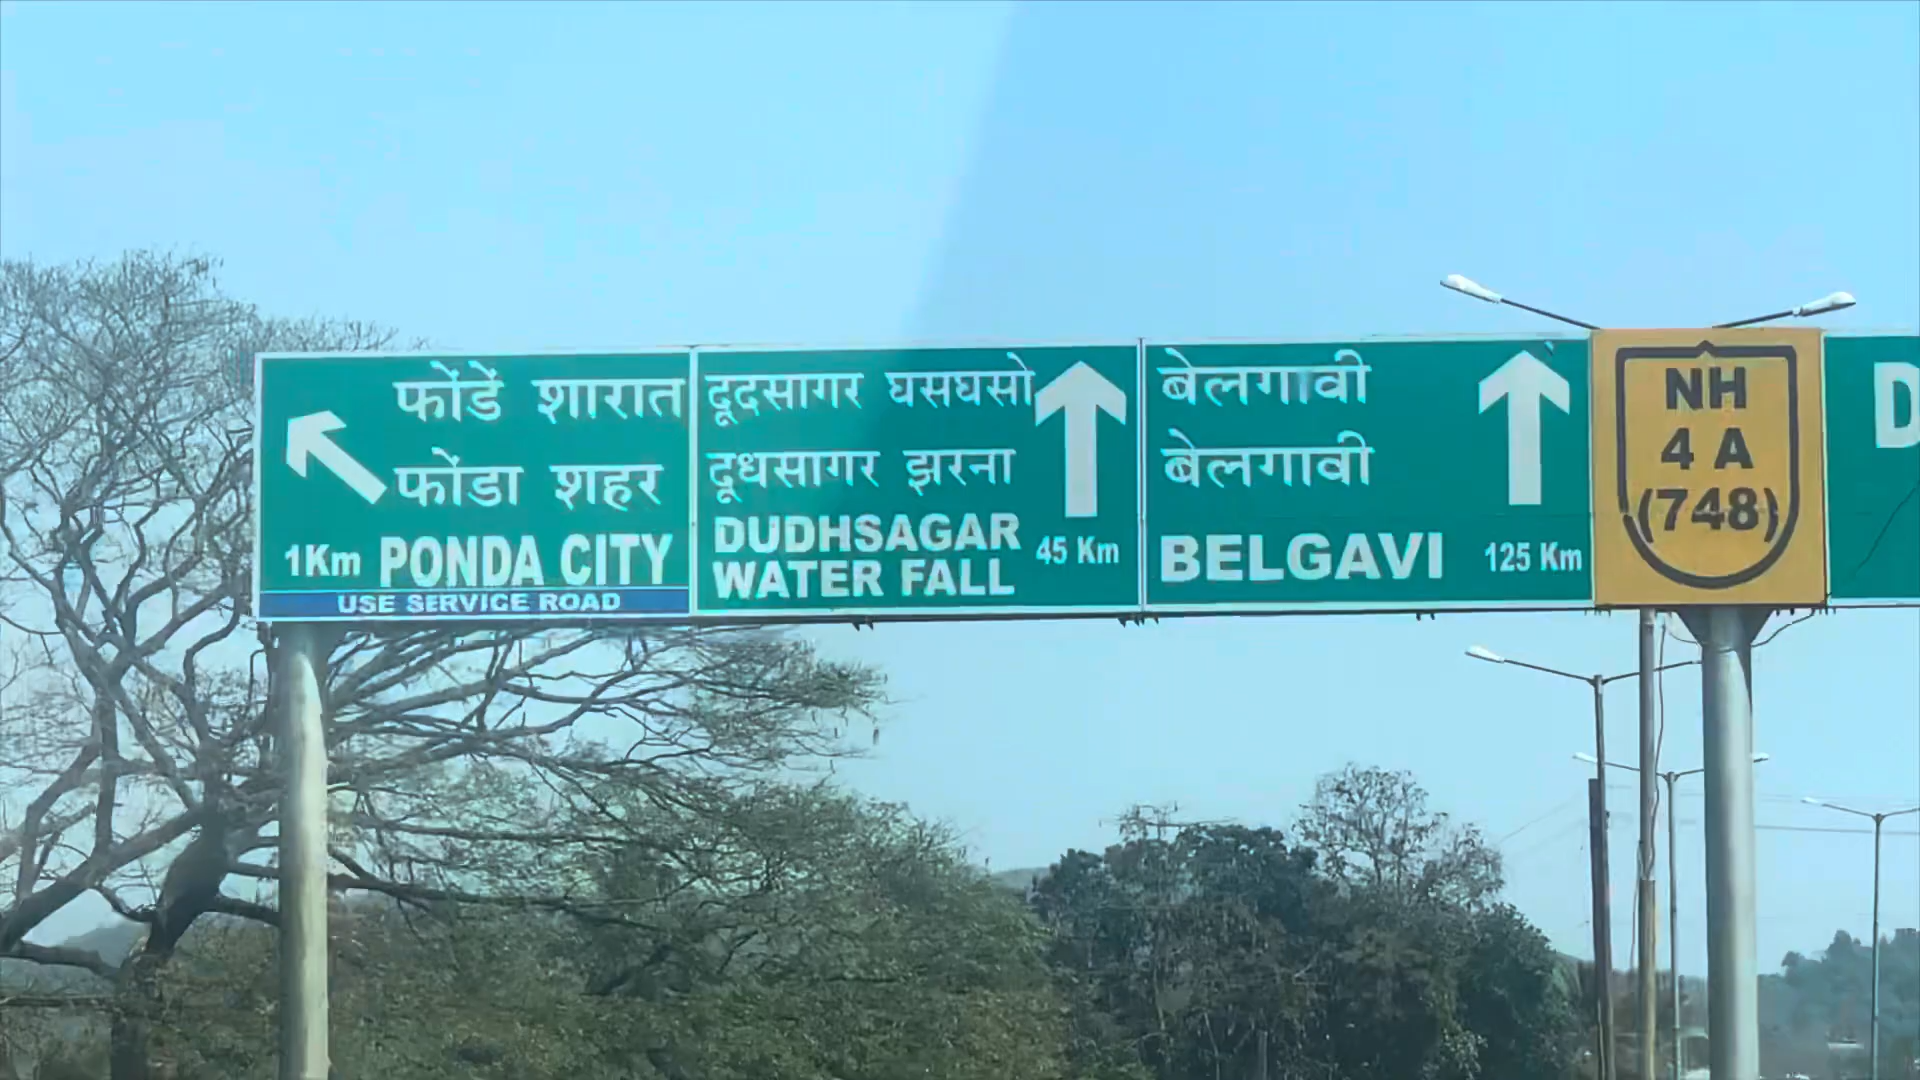 फोंडें शारात
फोंडा शहर
1Km PONDA CITY
USE SERVICE ROAD
दूदसागर घसघसो
दूधसागर झरना
DUDHSAGAR
WATER FALL
45 Km
बेलगावी
बेलगावी
BELGAVI
125 Km
NH
4 A
(748)
D